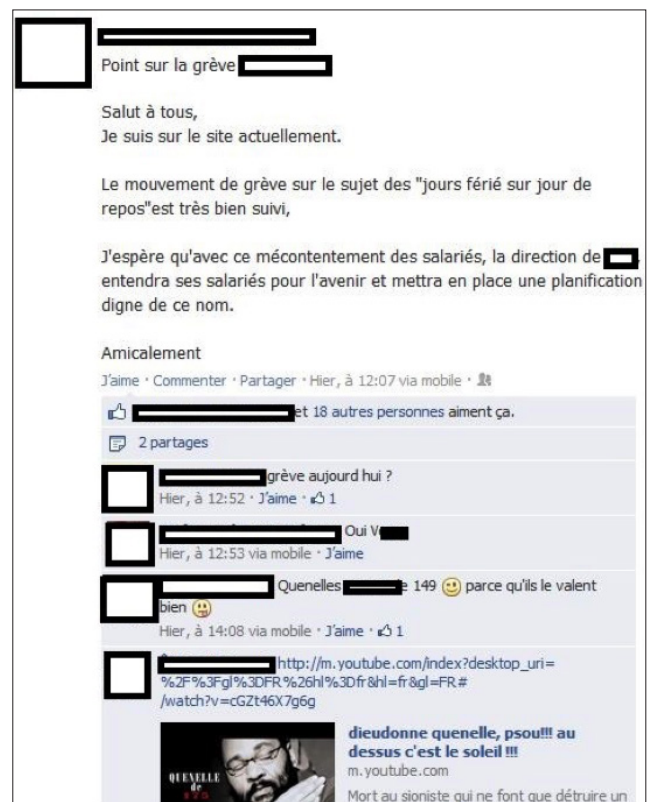 Point sur la grève
Salut à tous,
Je suis sur le site actuellement.
Le mouvement de grève sur le sujet des "jours férié sur jour de
repos"est très bien suivi,
J'espère qu'avec ce mécontentement des salariés, la direction de
entendra ses salariés pour l'avenir et mettra en place une planification
digne de ce nom.
Amicalement
J'aime · Commenter · Partager · Hier, à 12:07 via mobile ·
et 18 autres personnes aiment ça.
2 partages
grève aujourd hui ?
Hier, à 12:52 · J'aime · 1
Oui
Hier, à 12:53 via mobile · J'aime
Quenelles 149 parce qu'ils le valent
bien
Hier, à 14:08 via mobile · J'aime · 1
http://m.youtube.com/index?desktop_uri=
%2F%3Fgl%3DFR%26hl%3Dfr&hl=fr&gl=FR#
/watch?v=cGZt46X7g6g
dieudonne quenelle, psou!!! au
dessus c'est le soleil !!!
m.youtube.com
Mort au sioniste qui ne font que détruire un
QUENELLE
de
175